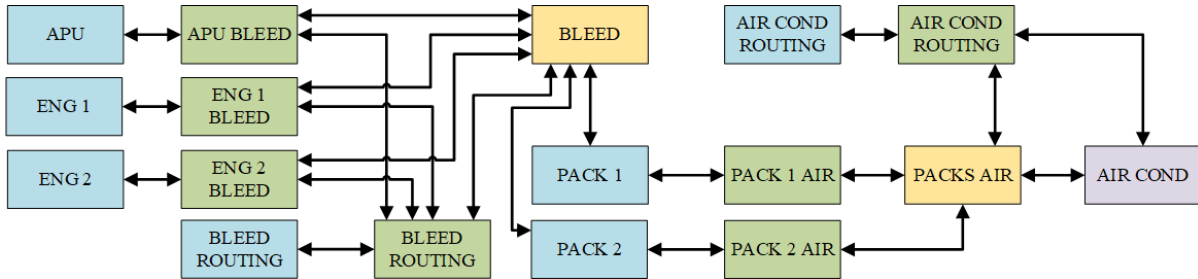 APU
APU BLEED
BLEED
AIR COND
ROUTING
AIR COND
ROUTING
ENG 1
ENG 1
BLEED
ENG 2
ENG 2
BLEED
PACK 1
PACK 1 AIR
PACKS AIR
AIR COND
BLEED
ROUTING
BLEED
ROUTING
PACK 2
PACK 2 AIR